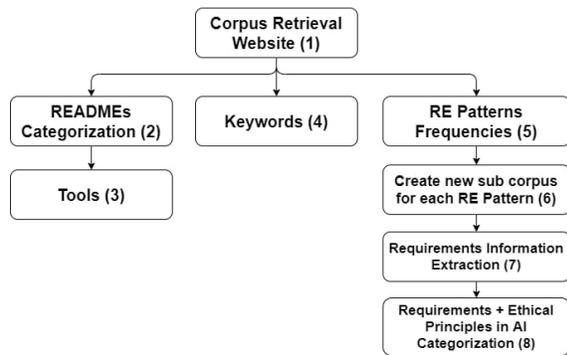 Corpus Retrieval
Website (1)
READMEs
Categorization (2)
Keywords (4)
RE Patterns
Frequencies (5)
Tools (3)
Create new sub corpus
for each RE Pattern (6)
Requirements Information
Extraction (7)
Requirements + Ethical
Principles in AI
Categorization (8)